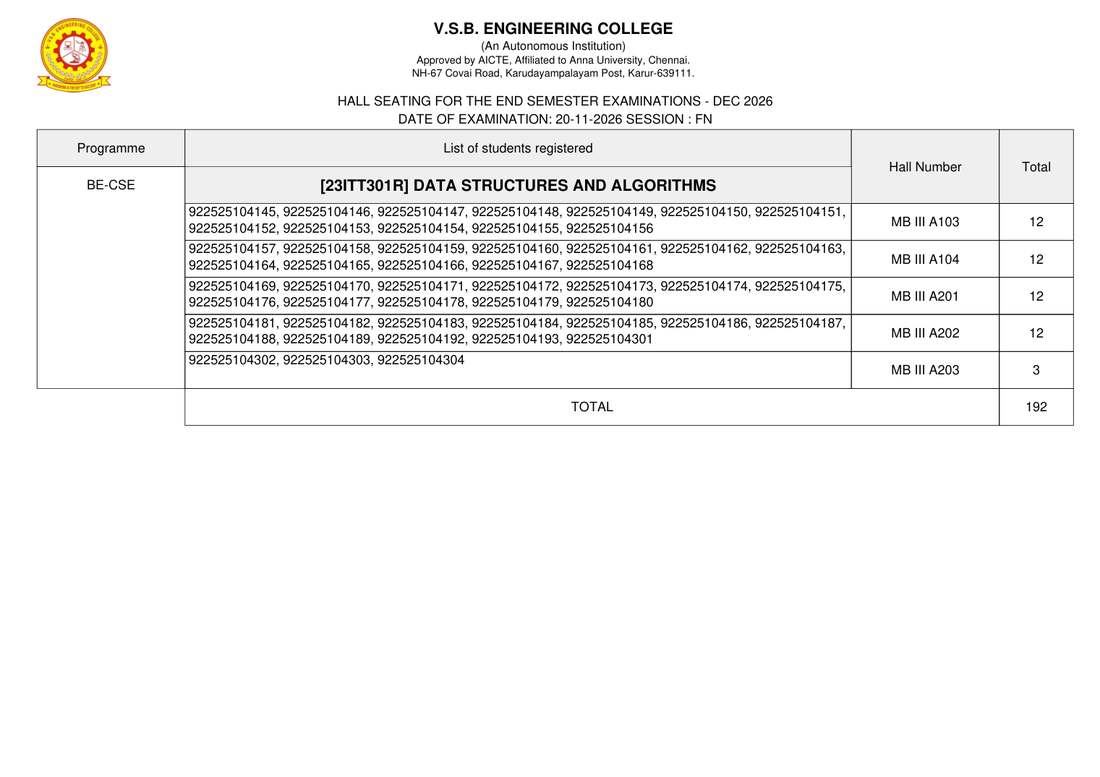 V.S.B. ENGINEERING COLLEGE
(An Autonomous Institution)
Approved by AICTE, Affiliated to Anna University, Chennai.
NH-67 Covai Road, Karudayampalayam Post, Karur-639111.
HALL SEATING FOR THE END SEMESTER EXAMINATIONS - DEC 2026
DATE OF EXAMINATION: 20-11-2026 SESSION : FN
Programme
List of students registered
Hall Number
Total
BE-CSE
[23ITT301R] DATA STRUCTURES AND ALGORITHMS
922525104145, 922525104146, 922525104147, 922525104148, 922525104149, 922525104150, 922525104151,
922525104152, 922525104153, 922525104154, 922525104155, 922525104156
MB III A103
12
922525104157, 922525104158, 922525104159, 922525104160, 922525104161, 922525104162, 922525104163,
922525104164, 922525104165, 922525104166, 922525104167, 922525104168
MB III A104
12
922525104169, 922525104170, 922525104171, 922525104172, 922525104173, 922525104174, 922525104175,
922525104176, 922525104177, 922525104178, 922525104179, 922525104180
MB III A201
12
922525104181, 922525104182, 922525104183, 922525104184, 922525104185, 922525104186, 922525104187,
922525104188, 922525104189, 922525104192, 922525104193, 922525104301
MB III A202
12
922525104302, 922525104303, 922525104304
MB III A203
3
TOTAL
192